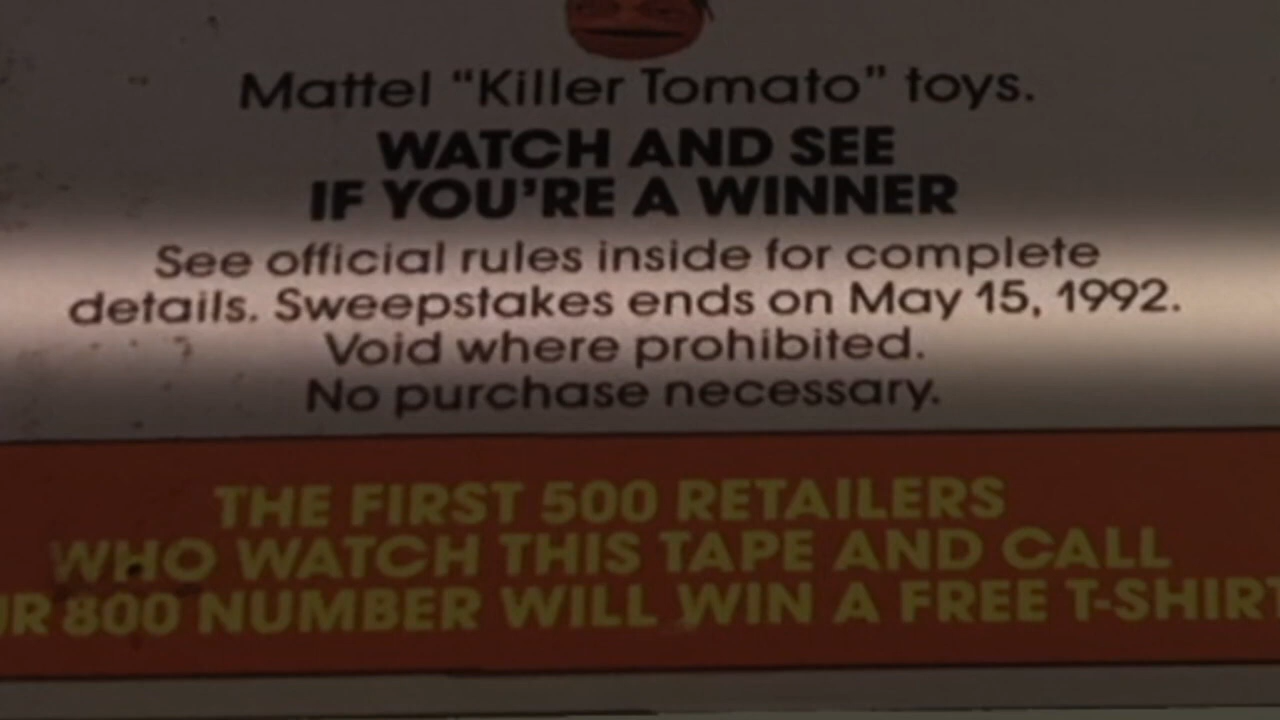 Mattel “Killer Tomato” toys.
WATCH AND SEE
IF YOU’RE A WINNER
See official rules inside for complete
details. Sweepstakes ends on May 15, 1992.
Void where prohibited.
No purchase necessary.
THE FIRST 500 RETAILERS
WHO WATCH THIS TAPE AND CALL
800 NUMBER WILL WIN A FREE T-SHIRT